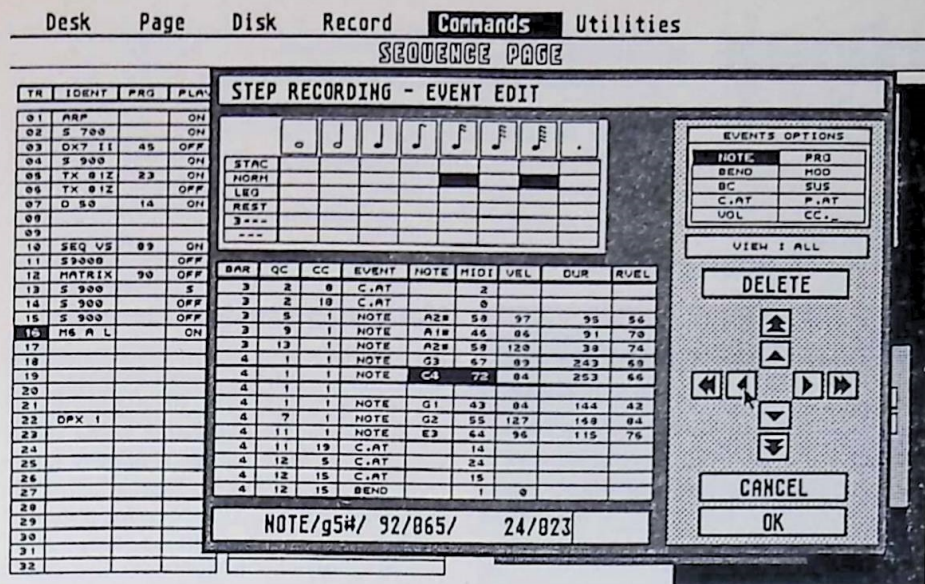 Desk Page Disk Record Commands Utilities
SEQUENCE PAGE
TR IDENT PRG PLAY
01 ARP ON
02 S 700 ON
03 DX7 II 45 OFF
04 S 900 ON
05 TX 81Z 23 ON
06 TX 81Z OFF
07 D 50 14 ON
08
09
10 SEQ VS 89 ON
11 S900B OFF
12 MATRIX 90 OFF
13 S 900 S
14 S 900 OFF
15 S 900 OFF
16 M6 A L ON
17
18
19
20
21
22 DPX 1
23
24
25
26
27
28
29
30
31
32
STEP RECORDING - EVENT EDIT
STAC
NORM
LEG
REST
3---
---
BAR QC CC EVENT NOTE MIDI VEL DUR RVEL
3 2 8 C.AT 2
3 2 18 C.AT 0
3 5 1 NOTE A2# 58 97 95 56
3 9 1 NOTE A1# 46 86 91 70
3 13 1 NOTE A2# 58 120 38 74
4 1 1 NOTE G3 67 89 243 68
4 1 1 NOTE C4 72 84 253 66
4 1 1
4 1 1 NOTE G1 43 84 144 42
4 7 1 NOTE G2 55 127 168 84
4 11 1 NOTE E3 64 96 115 76
4 11 19 C.AT 14
4 12 5 C.AT 24
4 12 15 C.AT 15
4 12 15 BEND 1 0
NOTE/g5#/ 92/865/ 24/823
EVENTS OPTIONS
NOTE PRG
BEND MOD
BC SUS
C.AT P.AT
VOL CC._
VIEW : ALL
DELETE
CANCEL
OK